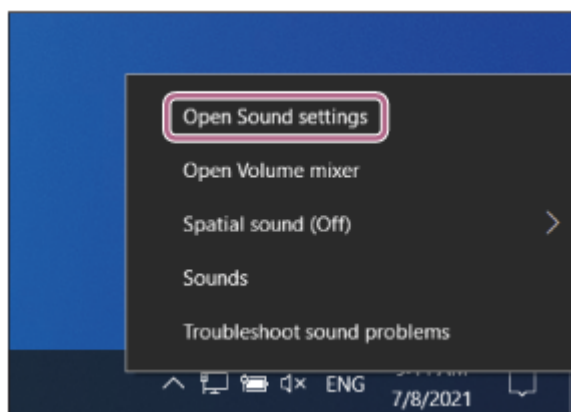 Open Sound settings
Open Volume mixer
Spatial sound (Off)
Sounds
Troubleshoot sound problems
ENG
7/8/2021